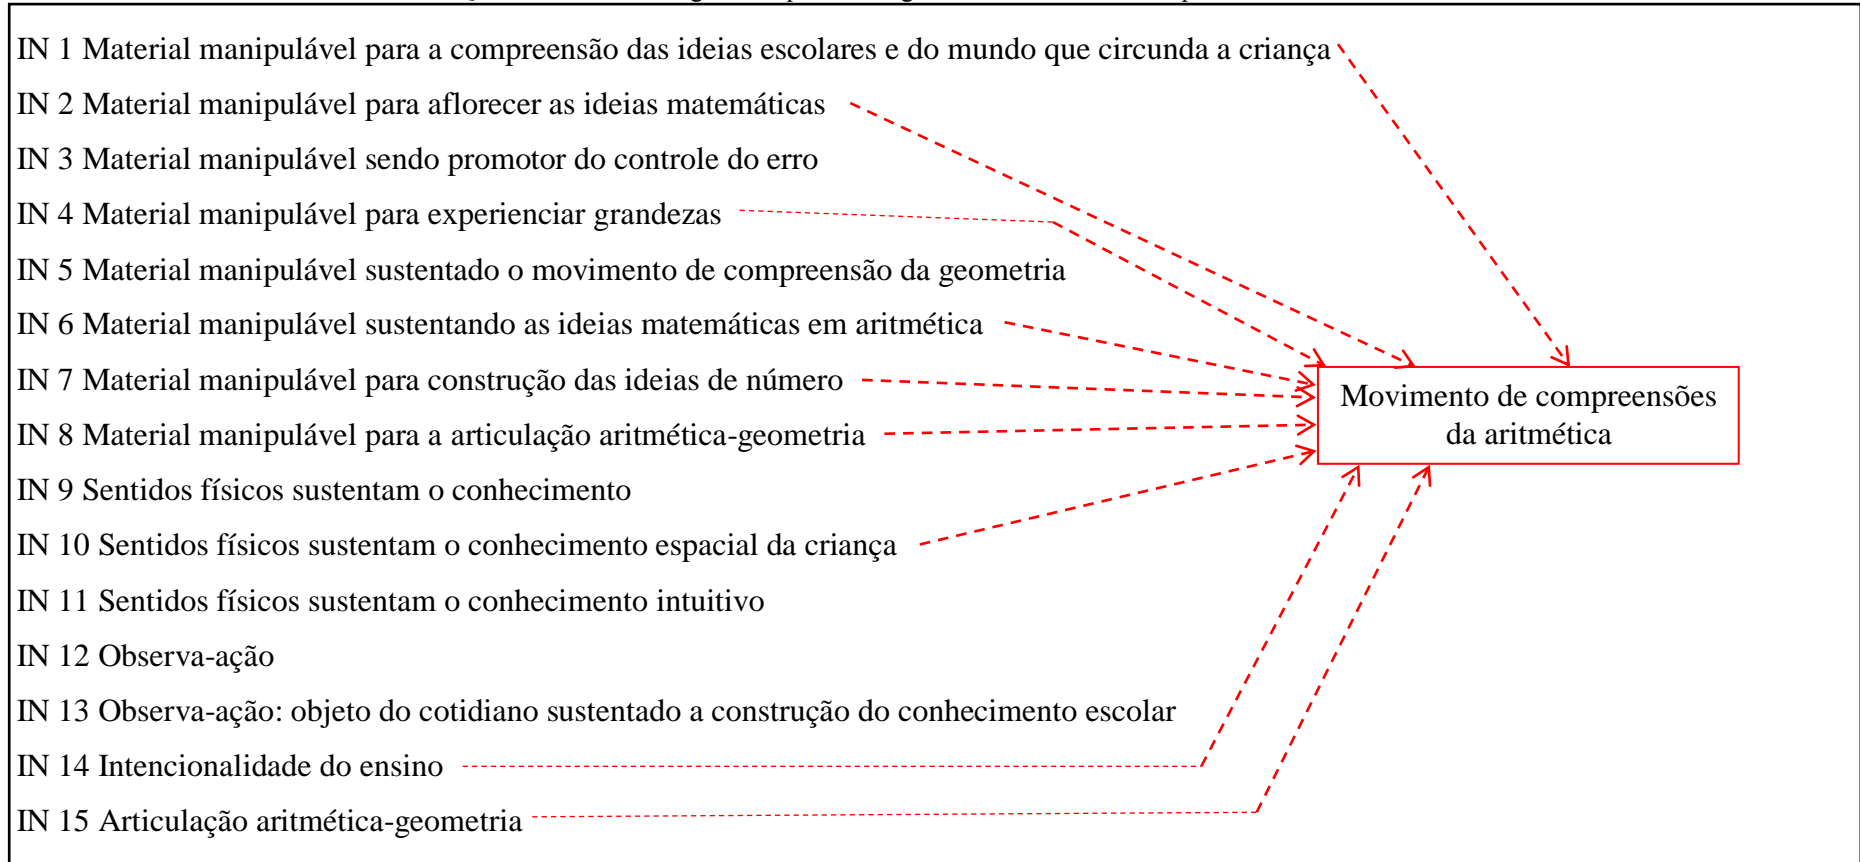 IN 1 Material manipulável para a compreensão das ideias escolares e do mundo que circunda a criança
IN 2 Material manipulável para aflorecer as ideias matemáticas
IN 3 Material manipulável sendo promotor do controle do erro
IN 4 Material manipulável para experienciar grandezas
IN 5 Material manipulável sustentado o movimento de compreensão da geometria
IN 6 Material manipulável sustentando as ideias matemáticas em aritmética
IN 7 Material manipulável para construção das ideias de número
IN 8 Material manipulável para a articulação aritmética-geometria
IN 9 Sentidos físicos sustentam o conhecimento
IN 10 Sentidos físicos sustentam o conhecimento espacial da criança
IN 11 Sentidos físicos sustentam o conhecimento intuitivo
IN 12 Observa-ação
IN 13 Observa-ação: objeto do cotidiano sustentado a construção do conhecimento escolar
IN 14 Intencionalidade do ensino
IN 15 Articulação aritmética-geometria
Movimento de compreensões
da aritmética